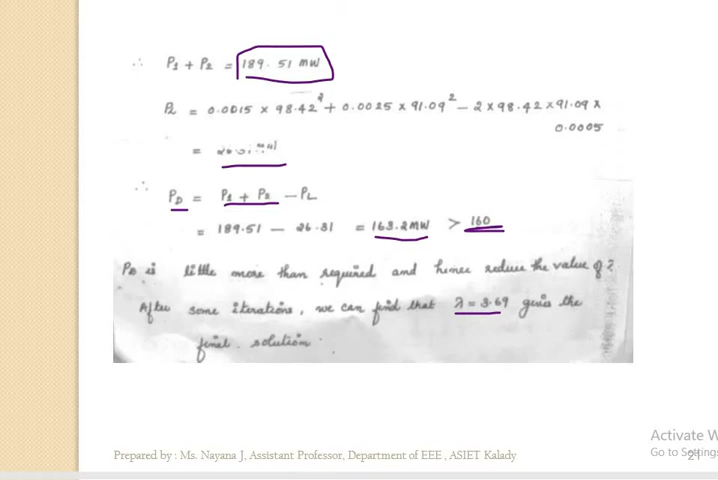 ∴ P1 + P2 = 189.51 MW
PL = 0.0015 × 98.42² + 0.0025 × 91.09² − 2 × 98.42 × 91.09 ×
0.0005
=
∴ PD = P1 + P2 − PL
= 189.51 − 26.31 = 163.2 MW > 160
PD is little more than required and hence reduce the value of λ
After some iterations, we can find that λ = 3.69 gives the
final solution.
Prepared by : Ms. Nayana J, Assistant Professor, Department of EEE , ASIET Kalady
Activate W
Go to Settings
21